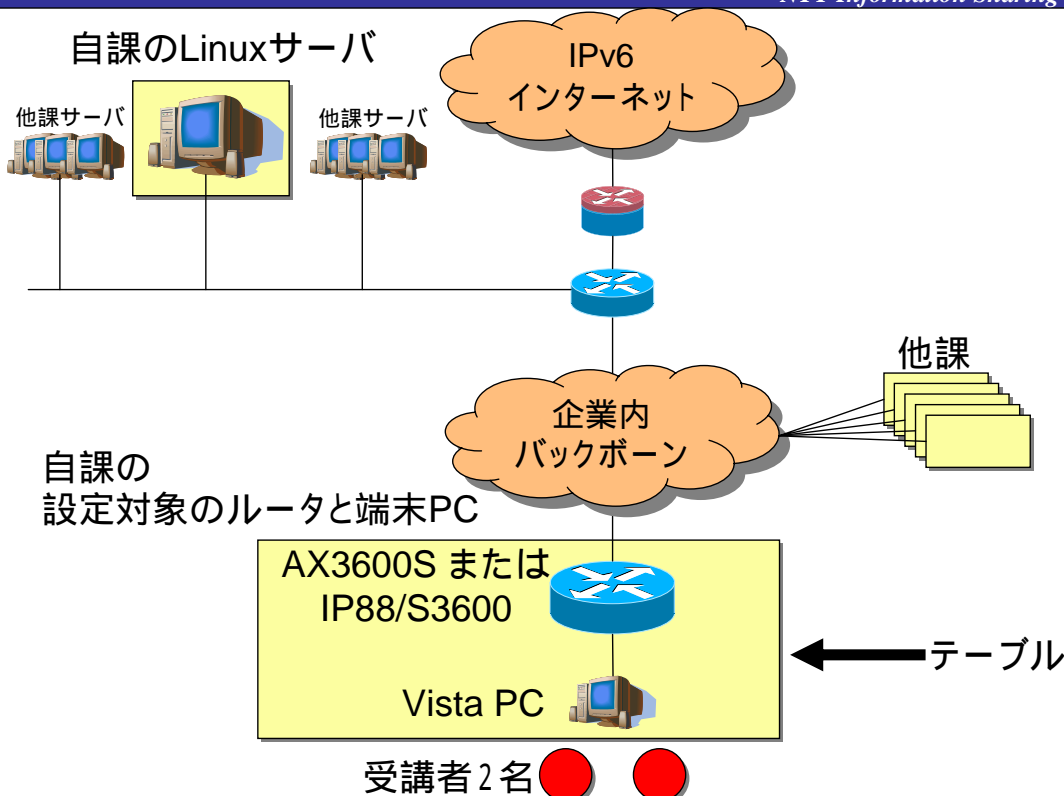 自課のLinuxサーバ
他課サーバ
他課サーバ
IPv6
インターネット
他課
企業内
バックボーン
自課の
設定対象のルータと端末PC
AX3600S または
IP88/S3600
テーブル
Vista PC
受講者2名